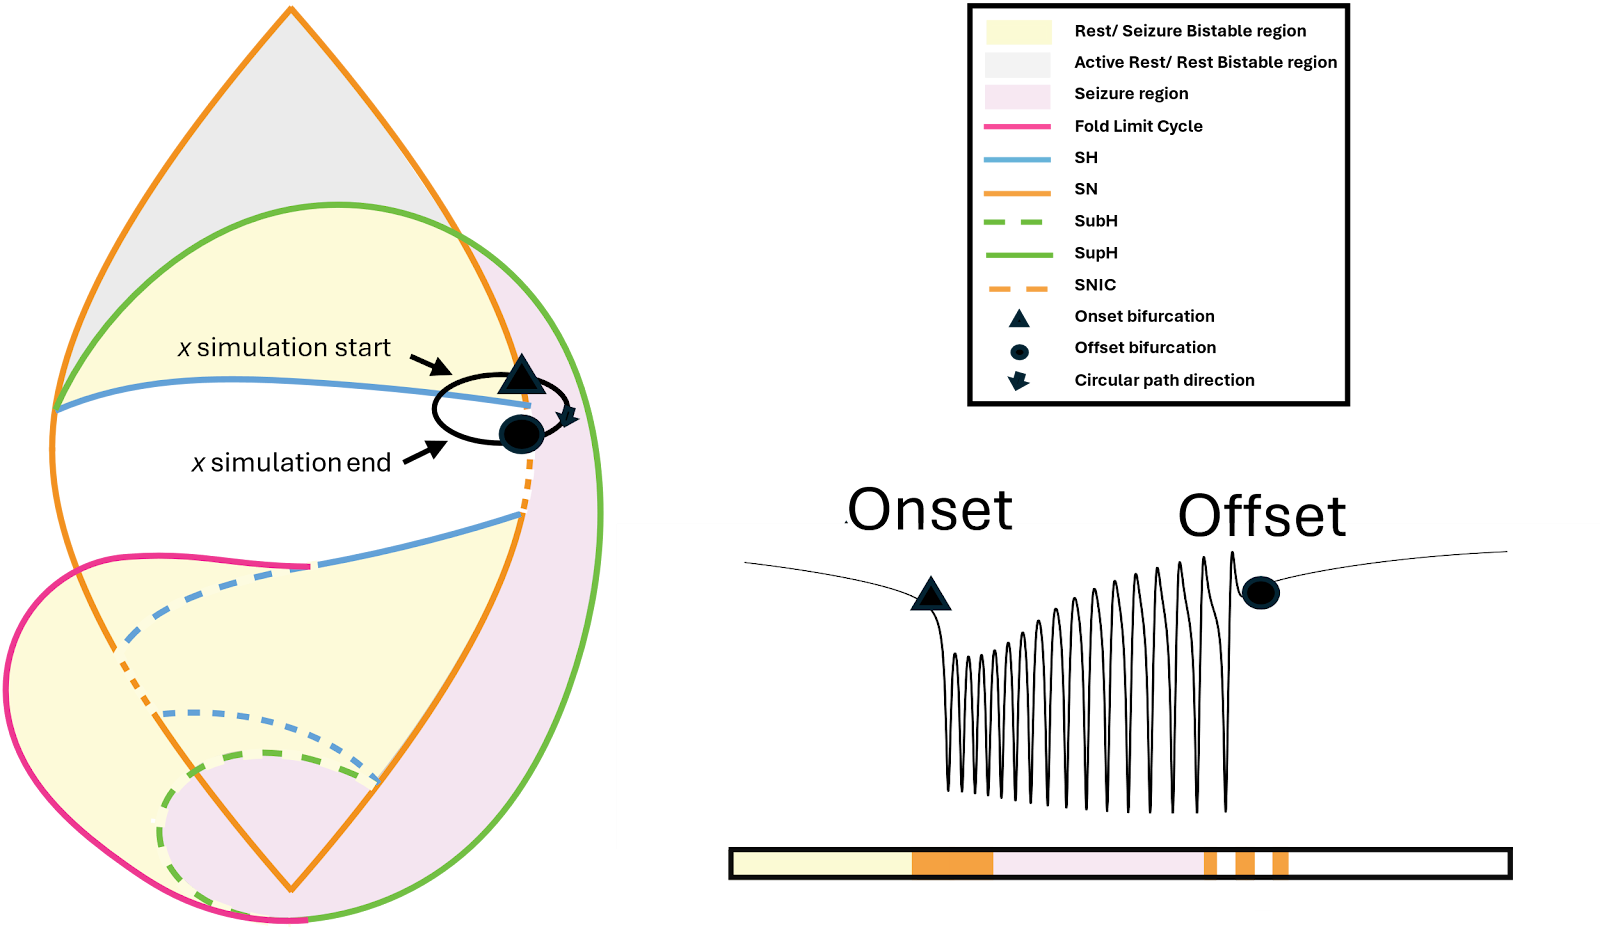 Rest/ Seizure Bistable region
Active Rest/ Rest Bistable region
Seizure region
Fold Limit Cycle
SH
SN
SubH
SupH
SNIC
Onset bifurcation
Offset bifurcation
Circular path direction
x simulation start
x simulation end
Onset
Offset